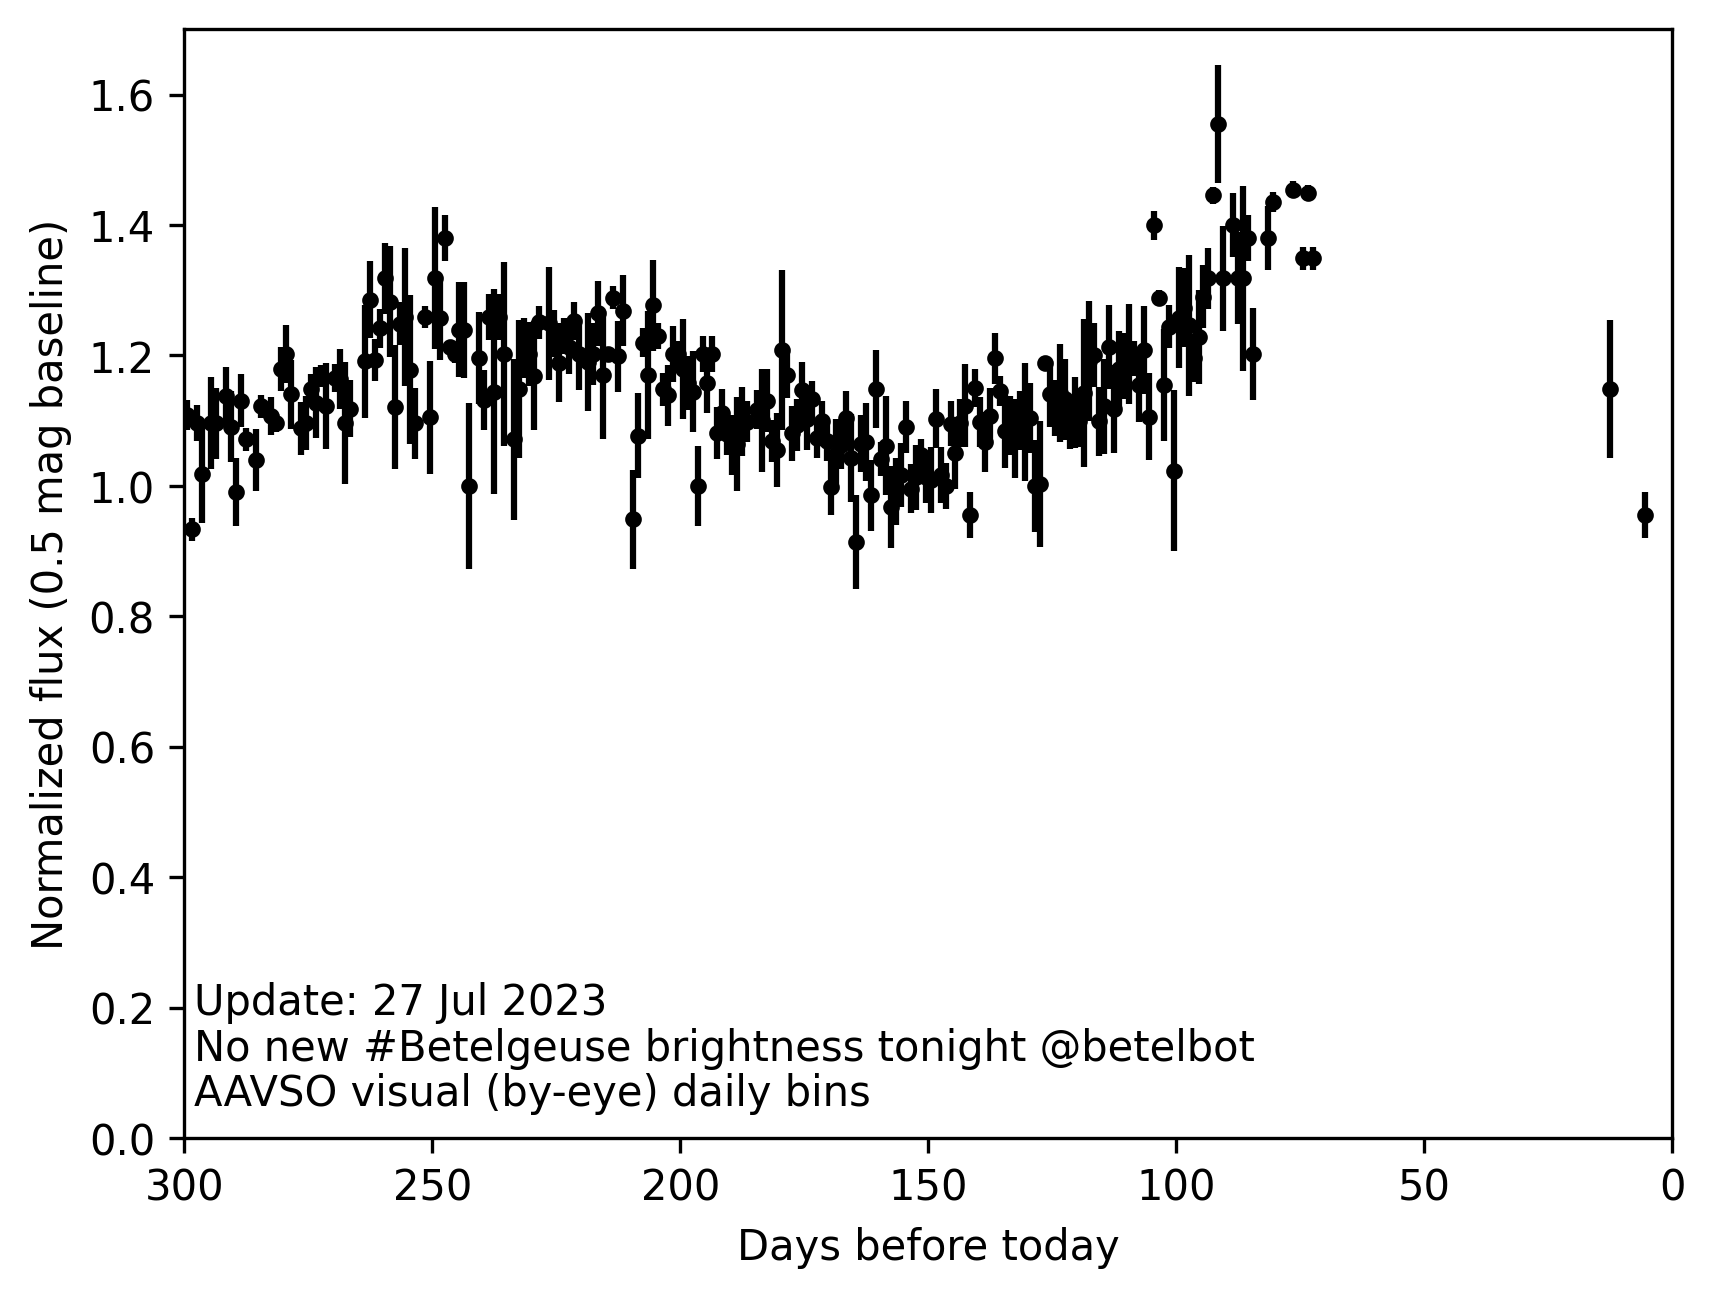 1.6
1.4
1.2
1.0
0.8
0.6
0.4
0.2
0.0
Normalized flux (0.5 mag baseline)
Update: 27 Jul 2023
No new #Betelgeuse brightness tonight @betelbot
AAVSO visual (by-eye) daily bins
300 250 200 150 100 50 0
Days before today